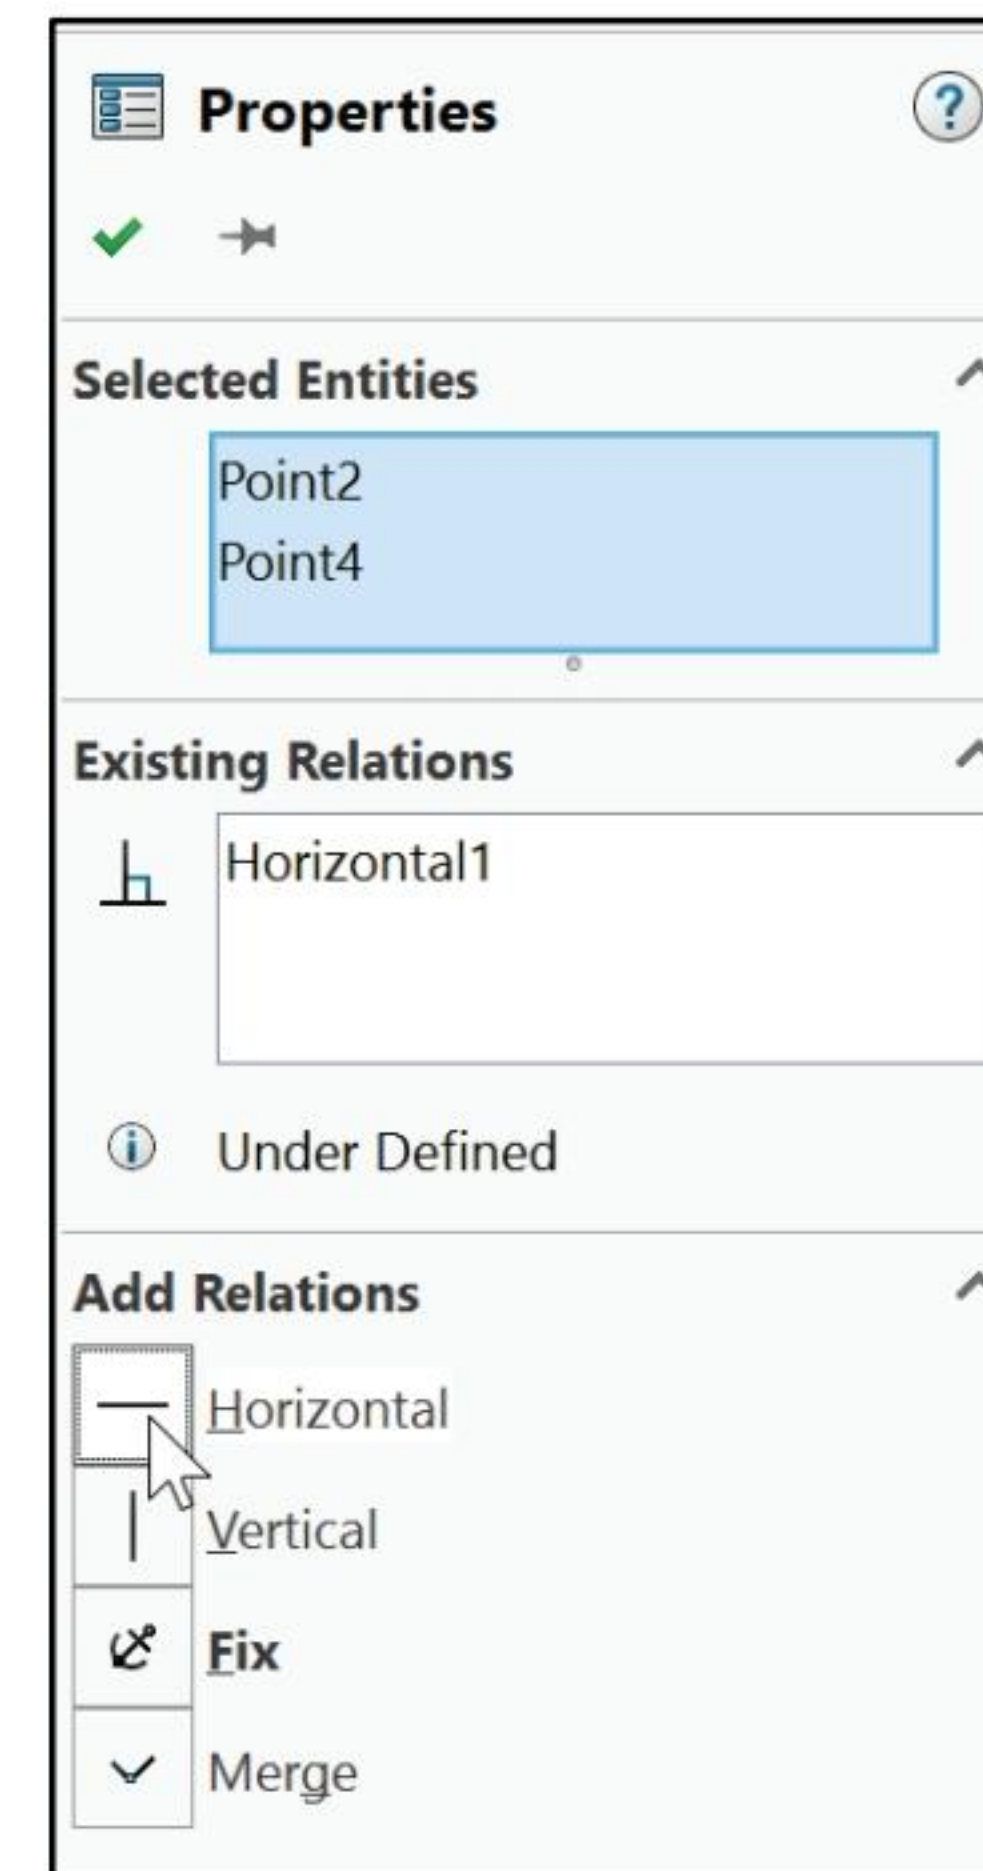 Properties
?
Selected Entities
Point2
Point4
Existing Relations
Horizontal1
i Under Defined
Add Relations
Horizontal
Vertical
Fix
Merge